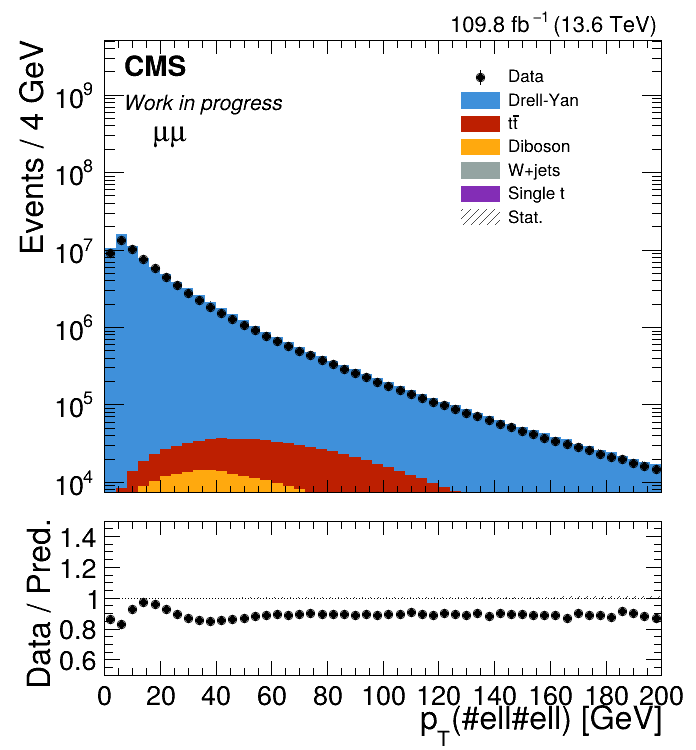 109.8 fb⁻¹ (13.6 TeV)
CMS
Work in progress
μμ
Data
Drell-Yan
tt̄
Diboson
W+jets
Single t
Stat.
Events / 4 GeV
10⁹
10⁸
10⁷
10⁶
10⁵
10⁴
Data / Pred.
1.4
1.2
1
0.8
0.6
0 20 40 60 80 100 120 140 160 180 200
p_T(#ell#ell) [GeV]